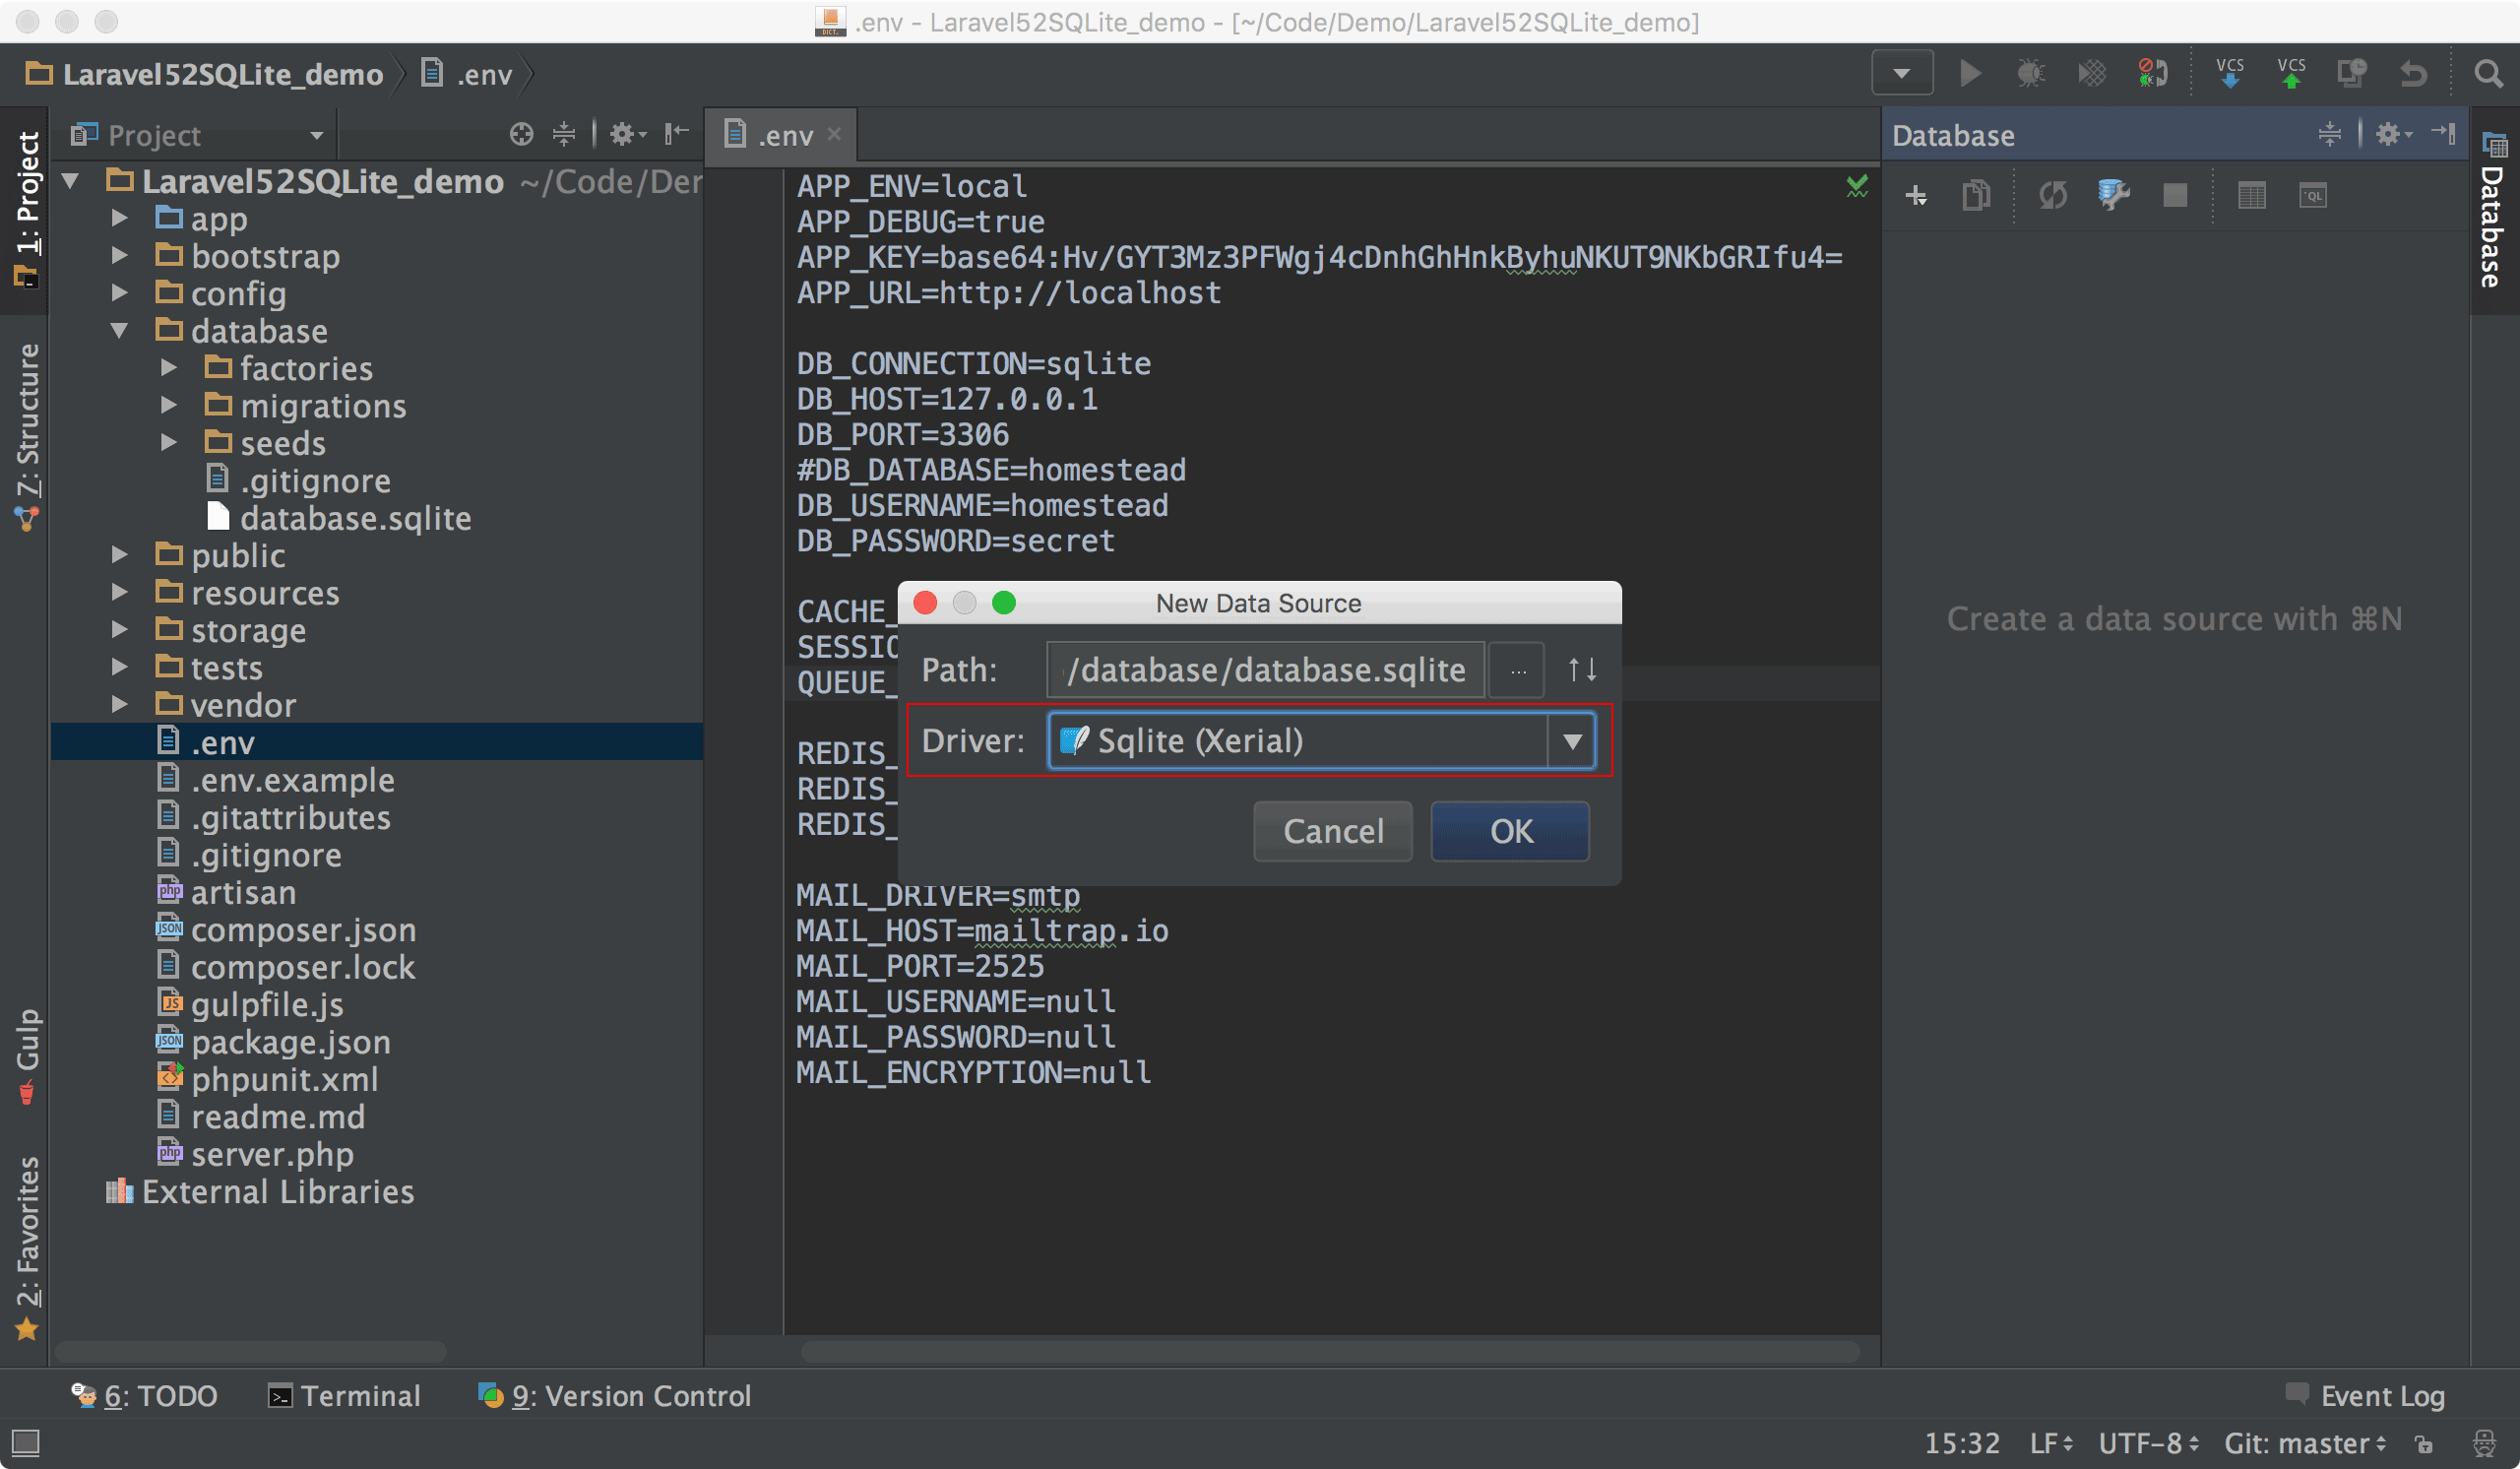 .env - Laravel52SQLite_demo - [~/Code/Demo/Laravel52SQLite_demo]
Laravel52SQLite_demo
.env
VCS
VCS
1: Project
Z: Structure
Gulp
2: Favorites
Project
Laravel52SQLite_demo ~/Code/Der
app
bootstrap
config
database
factories
migrations
seeds
.gitignore
database.sqlite
public
resources
storage
tests
vendor
.env
.env.example
.gitattributes
.gitignore
artisan
composer.json
composer.lock
gulpfile.js
package.json
phpunit.xml
readme.md
server.php
External Libraries
.env
APP_ENV=local
APP_DEBUG=true
APP_KEY=base64:Hv/GYT3Mz3PFWgj4cDnhGhHnkByhuNKUT9NKbGRIfu4=
APP_URL=http://localhost
DB_CONNECTION=sqlite
DB_HOST=127.0.0.1
DB_PORT=3306
#DB_DATABASE=homestead
DB_USERNAME=homestead
DB_PASSWORD=secret
CACHE_
SESSIO
QUEUE_
REDIS_
REDIS_
REDIS_
MAIL_DRIVER=smtp
MAIL_HOST=mailtrap.io
MAIL_PORT=2525
MAIL_USERNAME=null
MAIL_PASSWORD=null
MAIL_ENCRYPTION=null
New Data Source
Path: /database/database.sqlite ...
Driver: Sqlite (Xerial)
Cancel OK
Database
QL
Create a data source with ⌘N
Database
6: TODO
Terminal
9: Version Control
Event Log
15:32 LF UTF-8 Git: master